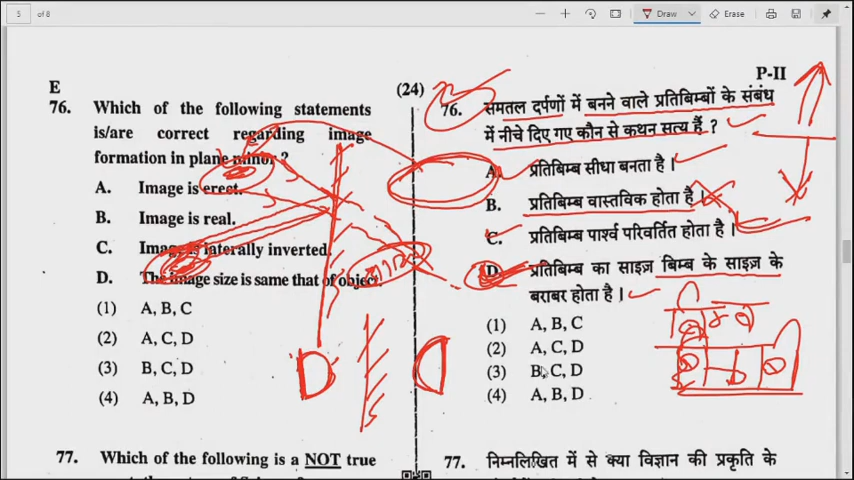 5 of 8
Draw
Erase
E
(24)
P-II
76. Which of the following statements
is/are correct regarding image
formation in plane minor ?
A. Image is erect.
B. Image is real.
C. Image is laterally inverted.
D. The image size is same that of object.
(1) A, B, C
(2) A, C, D
(3) B, C, D
(4) A, B, D
77. Which of the following is a NOT true
76. समतल दर्पणों में बनने वाले प्रतिबिम्बों के संबंध
में नीचे दिए गए कौन से कथन सत्य हैं ?
A. प्रतिबिम्ब सीधा बनता है।
B. प्रतिबिम्ब वास्तविक होता है।
C. प्रतिबिम्ब पार्श्व परिवर्तित होता है।
D. प्रतिबिम्ब का साइज़ बिम्ब के साइज़ के
बराबर होता है।
(1) A, B, C
(2) A, C, D
(3) B, C, D
(4) A, B, D
77. निम्नलिखित में से क्या विज्ञान की प्रकृति के